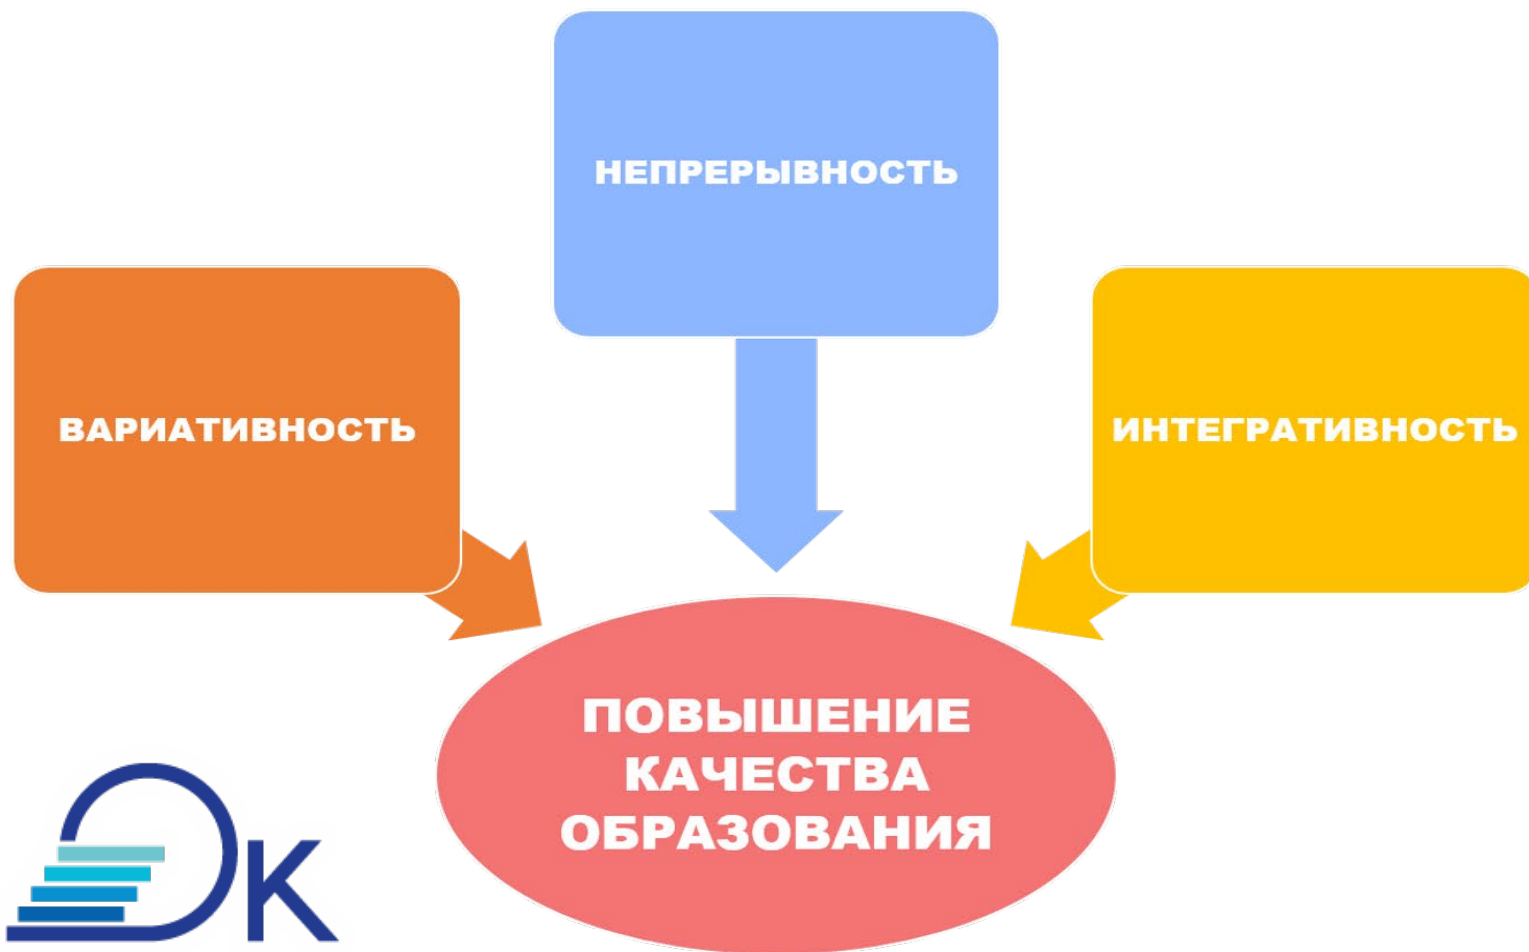 НЕПРЕРЫВНОСТЬ
ВАРИАТИВНОСТЬ
ИНТЕГРАТИВНОСТЬ
ПОВЫШЕНИЕ
КАЧЕСТВА
ОБРАЗОВАНИЯ
ЭК